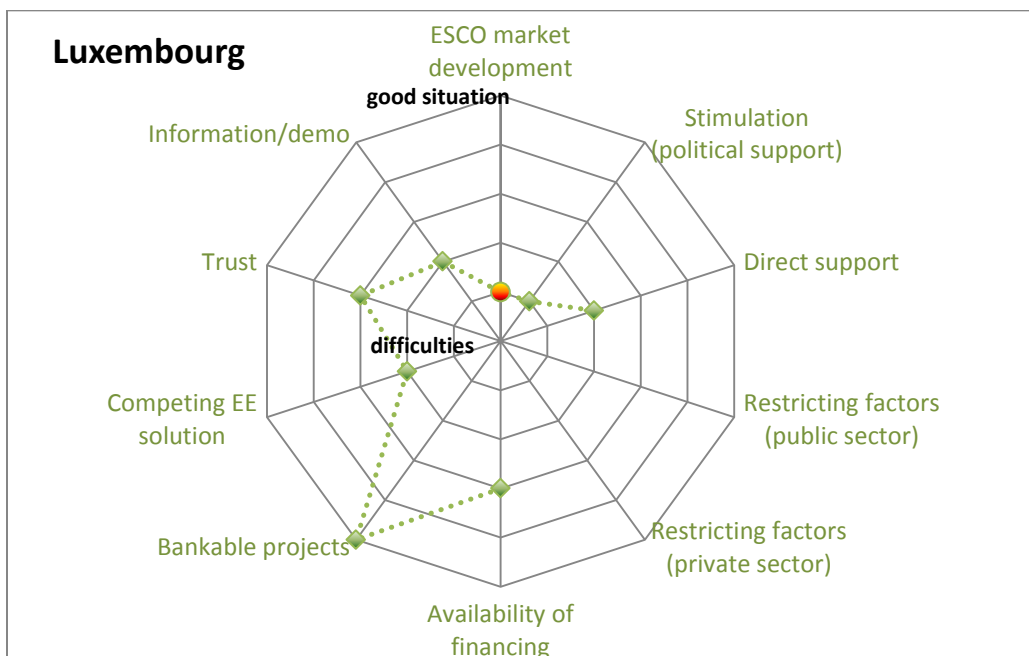 Luxembourg
ESCO market
development
good situation
Information/demo
Stimulation
(political support)
Trust
Direct support
difficulties
Competing EE
solution
Restricting factors
(public sector)
Bankable projects
Restricting factors
(private sector)
Availability of
financing